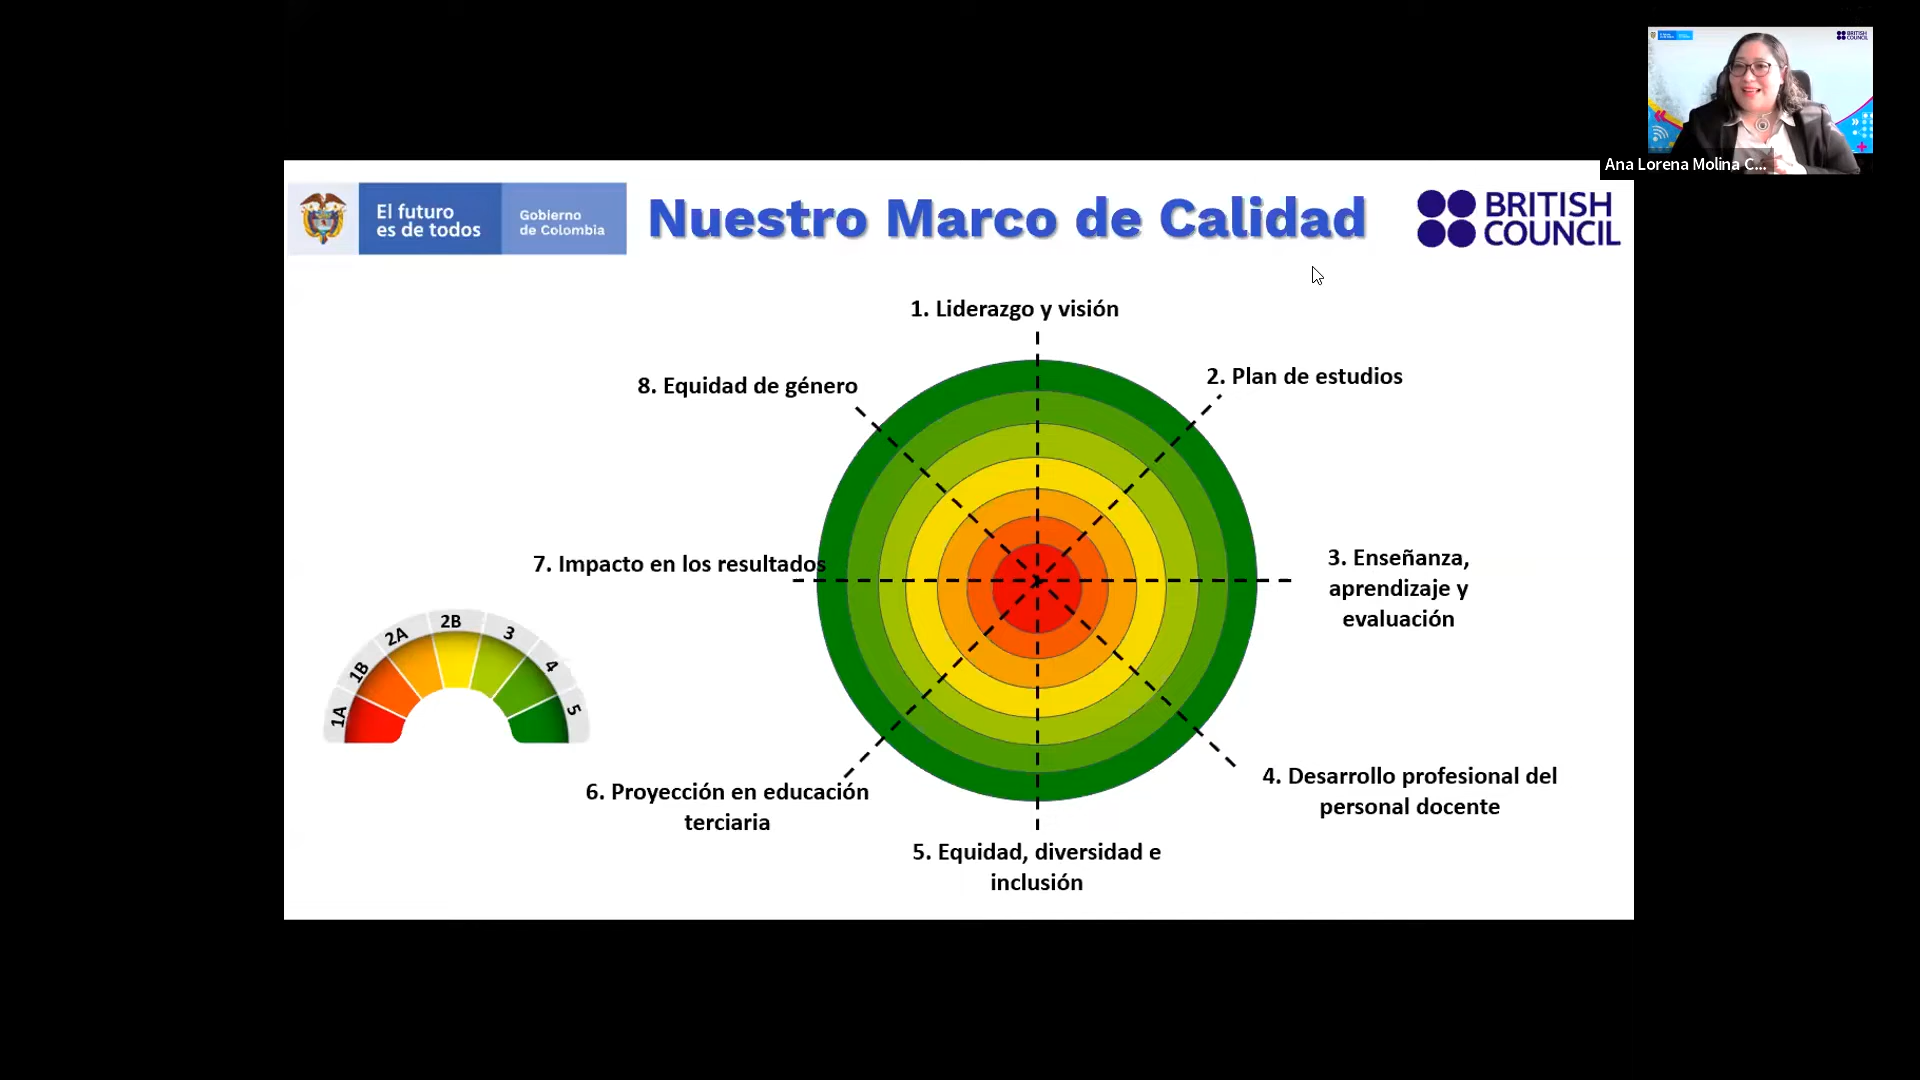 BRITISH
COUNCIL
Ana Lorena Molina C...
El futuro
es de todos
Gobierno
de Colombia
Nuestro Marco de Calidad
BRITISH
COUNCIL
1. Liderazgo y visión
2. Plan de estudios
8. Equidad de género
7. Impacto en los resultados
3. Enseñanza,
aprendizaje y
evaluación
1A
1B
2A
2B
3
4
5
4. Desarrollo profesional del
personal docente
6. Proyección en educación
terciaria
5. Equidad, diversidad e
inclusión